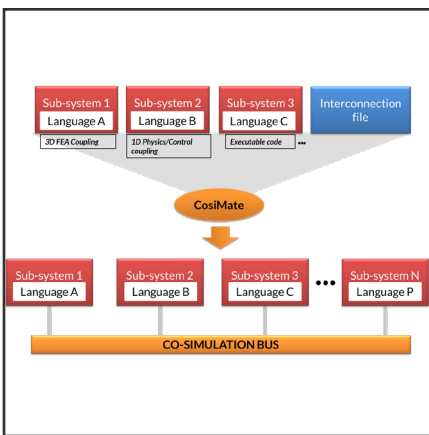 Sub-system 1
Language A
Sub-system 2
Language B
Sub-system 3
Language C
Interconnection
file
3D FEA Coupling
1D Physics/Control
coupling
Executable code
...
CosiMate
Sub-system 1
Language A
Sub-system 2
Language B
Sub-system 3
Language C
...
Sub-system N
Language P
CO-SIMULATION BUS